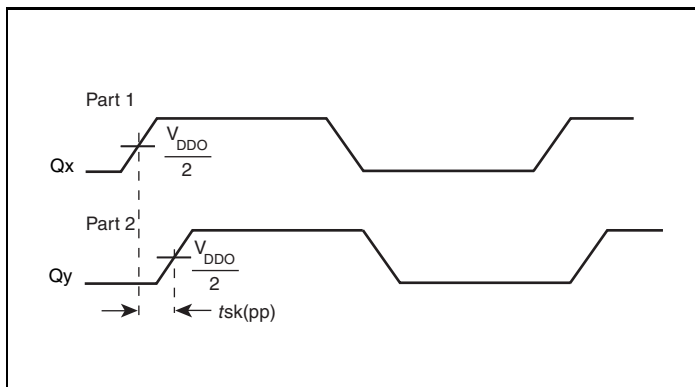 Part 1
V_DDO
2
Qx
Part 2
V_DDO
2
Qy
tsk(pp)